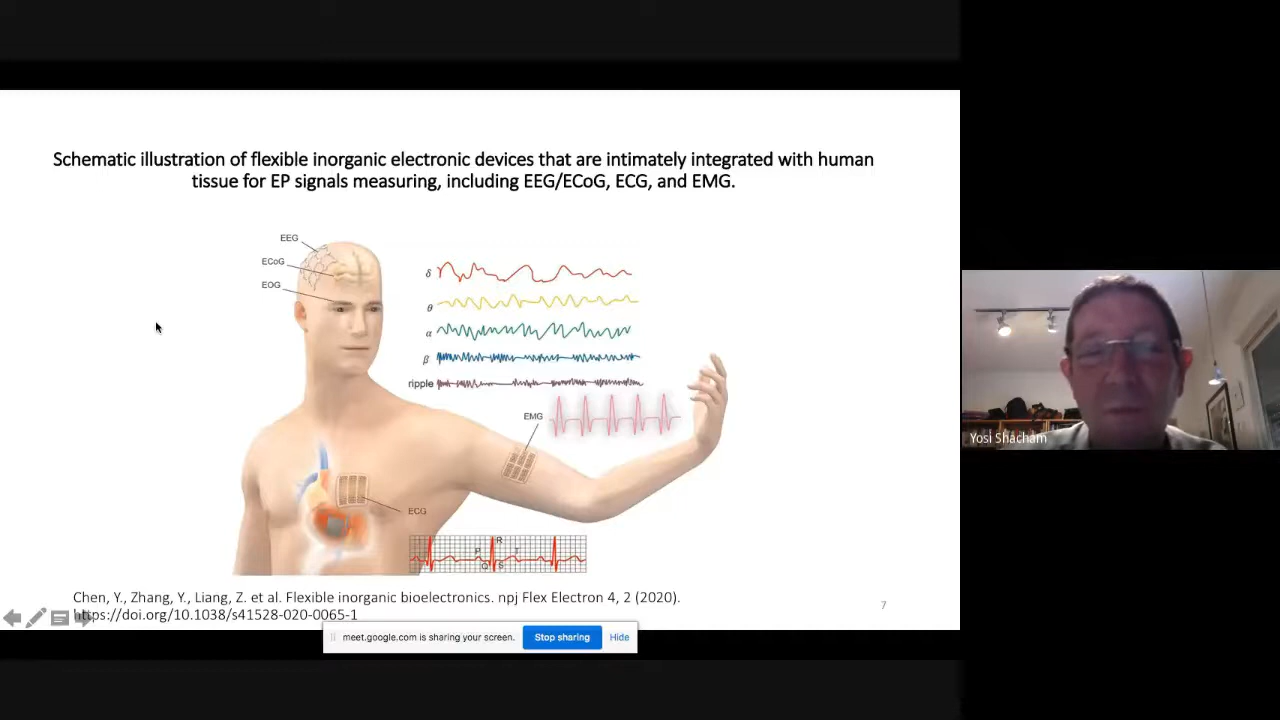 Schematic illustration of flexible inorganic electronic devices that are intimately integrated with human
tissue for EP signals measuring, including EEG/ECoG, ECG, and EMG.
EEG
ECoG
EOG
δ
θ
α
β
ripple
EMG
ECG
R
P
T
Q
S
Yosi Shacham
Chen, Y., Zhang, Y., Liang, Z. et al. Flexible inorganic bioelectronics. npj Flex Electron 4, 2 (2020).
https://doi.org/10.1038/s41528-020-0065-1
7
meet.google.com is sharing your screen.
Stop sharing
Hide